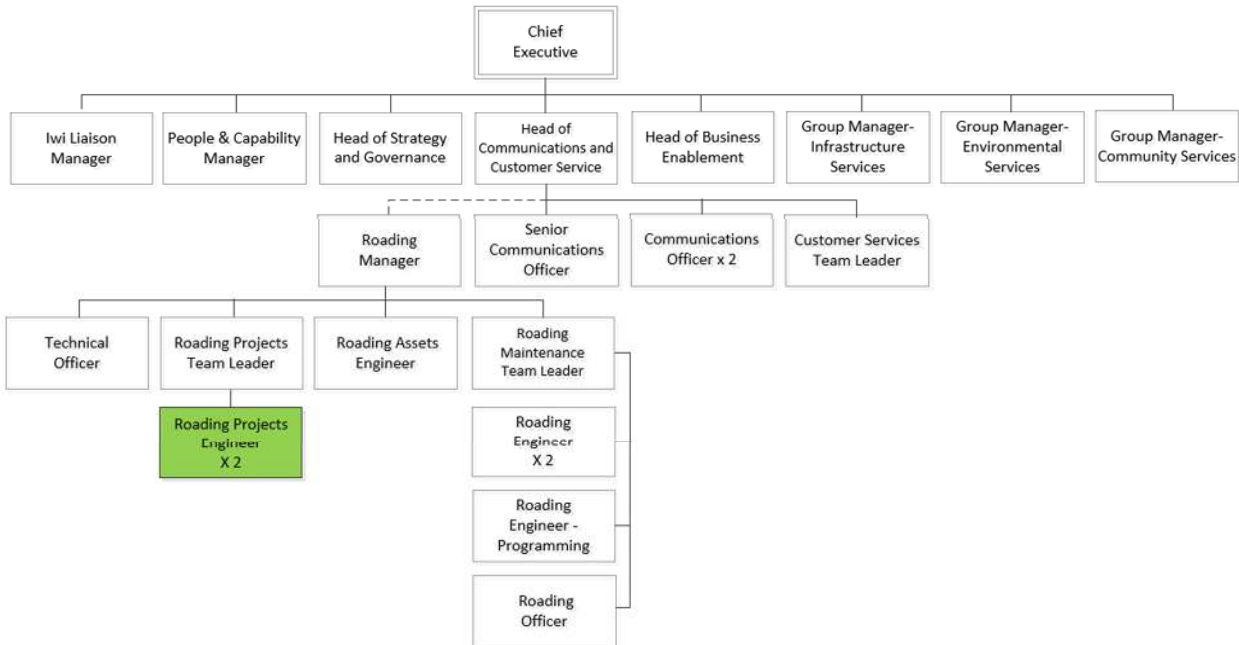 Chief
Executive
Iwi Liaison
Manager
People & Capability
Manager
Head of Strategy
and Governance
Head of
Communications and
Customer Service
Head of Business
Enablement
Group Manager-
Infrastructure
Services
Group Manager-
Environmental
Services
Group Manager-
Community Services
Roading
Manager
Senior
Communications
Officer
Communications
Officer x 2
Customer Services
Team Leader
Technical
Officer
Roading Projects
Team Leader
Roading Assets
Engineer
Roading
Maintenance
Team Leader
Roading Projects
Engineer
X 2
Roading
Engineer
X 2
Roading
Engineer -
Programming
Roading
Officer